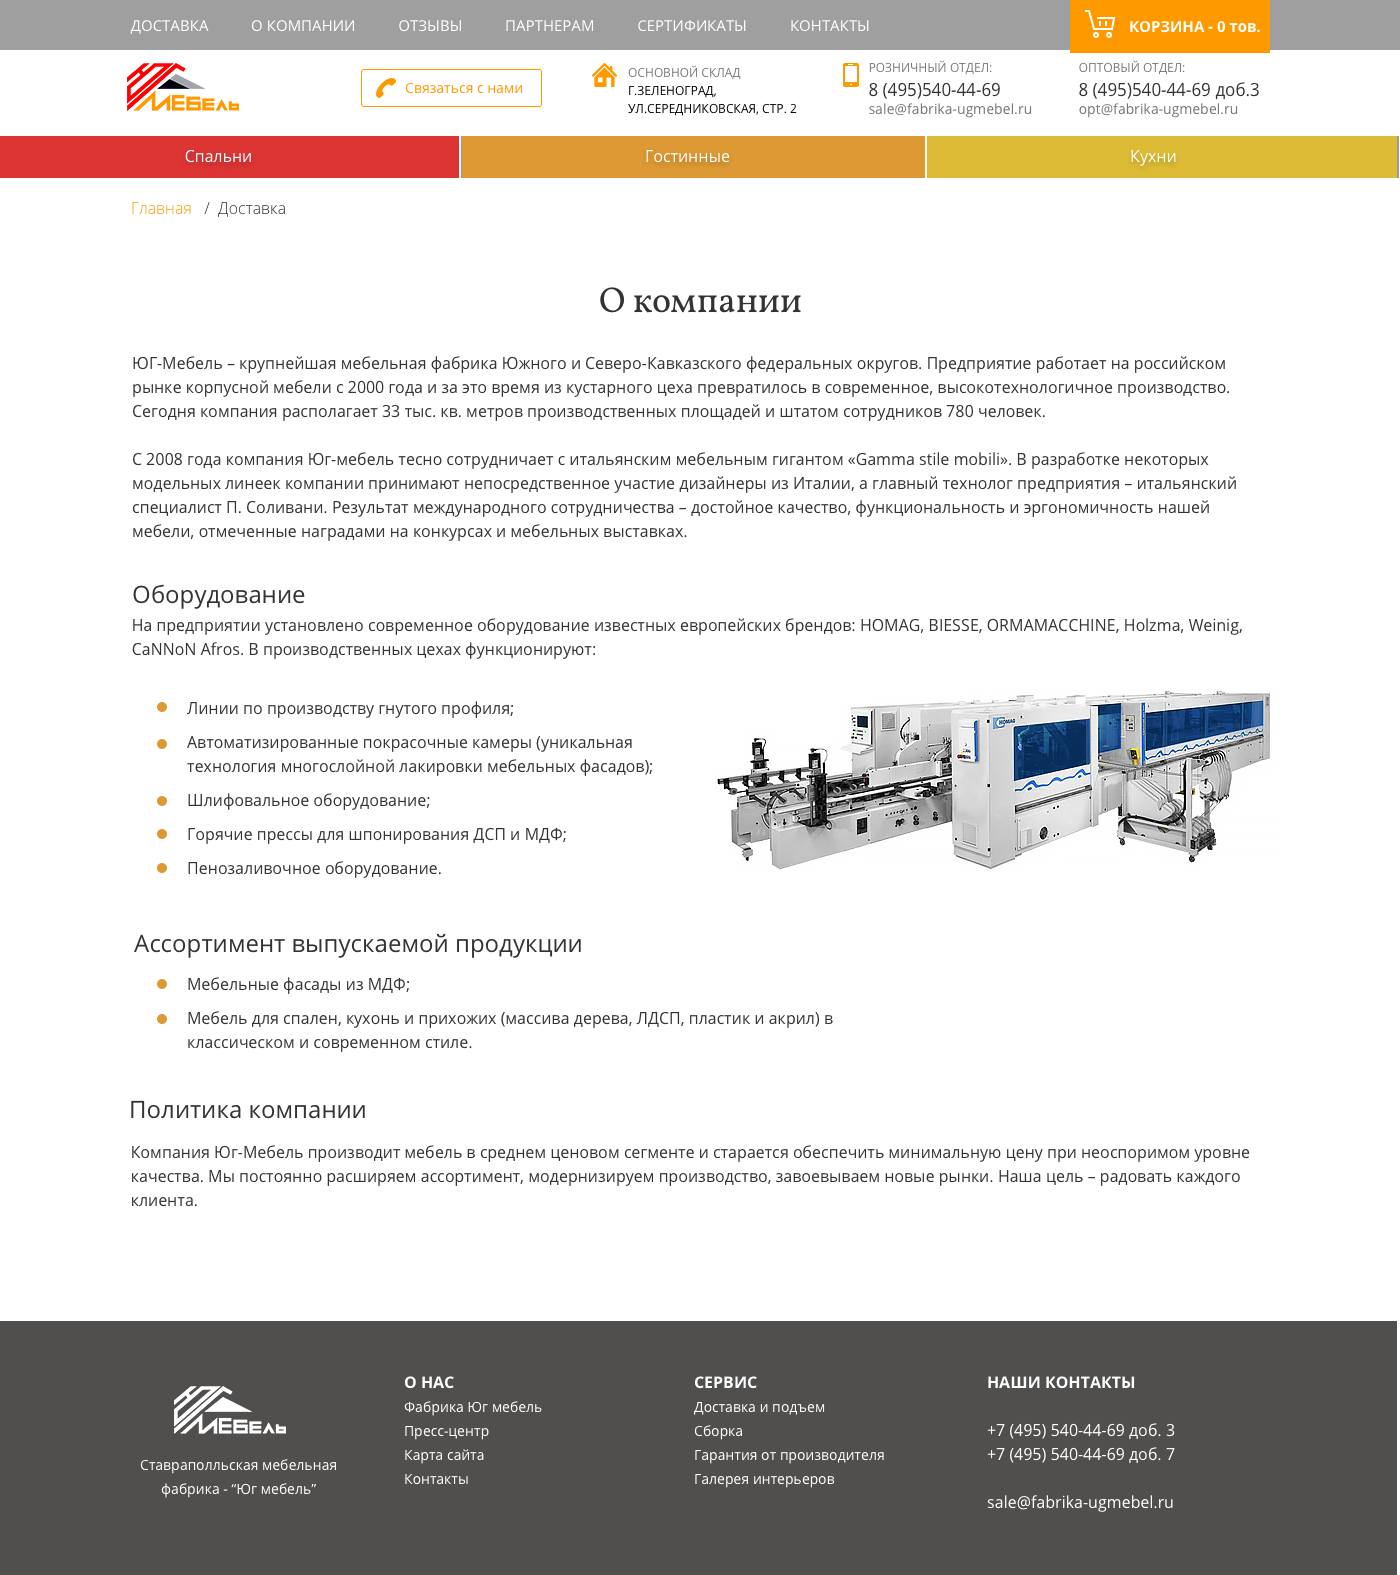 ДОСТАВКА О КОМПАНИИ ОТЗЫВЫ ПАРТНЕРАМ СЕРТИФИКАТЫ КОНТАКТЫ КОРЗИНА - 0 тов.
МЕБЕЛЬ
Связаться с нами
ОСНОВНОЙ СКЛАД
Г.ЗЕЛЕНОГРАД,
УЛ.СЕРЕДНИКОВСКАЯ, СТР. 2
РОЗНИЧНЫЙ ОТДЕЛ:
8 (495)540-44-69
sale@fabrika-ugmebel.ru
ОПТОВЫЙ ОТДЕЛ:
8 (495)540-44-69 доб.3
opt@fabrika-ugmebel.ru
Спальни Гостинные Кухни
Главная / Доставка
О компании
ЮГ-Мебель – крупнейшая мебельная фабрика Южного и Северо-Кавказского федеральных округов. Предприятие работает на российском
рынке корпусной мебели с 2000 года и за это время из кустарного цеха превратилось в современное, высокотехнологичное производство.
Сегодня компания располагает 33 тыс. кв. метров производственных площадей и штатом сотрудников 780 человек.
С 2008 года компания Юг-мебель тесно сотрудничает с итальянским мебельным гигантом «Gamma stile mobili». В разработке некоторых
модельных линеек компании принимают непосредственное участие дизайнеры из Италии, а главный технолог предприятия – итальянский
специалист П. Соливани. Результат международного сотрудничества – достойное качество, функциональность и эргономичность нашей
мебели, отмеченные наградами на конкурсах и мебельных выставках.
Оборудование
На предприятии установлено современное оборудование известных европейских брендов: HOMAG, BIESSE, ORMAMACCHINE, Holzma, Weinig,
CaNNoN Afros. В производственных цехах функционируют:
Линии по производству гнутого профиля;
Автоматизированные покрасочные камеры (уникальная
технология многослойной лакировки мебельных фасадов);
Шлифовальное оборудование;
Горячие прессы для шпонирования ДСП и МДФ;
Пенозаливочное оборудование.
HOMAG
Ассортимент выпускаемой продукции
Мебельные фасады из МДФ;
Мебель для спален, кухонь и прихожих (массива дерева, ЛДСП, пластик и акрил) в
классическом и современном стиле.
Политика компании
Компания Юг-Мебель производит мебель в среднем ценовом сегменте и старается обеспечить минимальную цену при неоспоримом уровне
качества. Мы постоянно расширяем ассортимент, модернизируем производство, завоевываем новые рынки. Наша цель – радовать каждого
клиента.
МЕБЕЛЬ
Ставраполльская мебельная
фабрика - “Юг мебель”
О НАС
Фабрика Юг мебель
Пресс-центр
Карта сайта
Контакты
СЕРВИС
Доставка и подъем
Сборка
Гарантия от производителя
Галерея интерьеров
НАШИ КОНТАКТЫ
+7 (495) 540-44-69 доб. 3
+7 (495) 540-44-69 доб. 7
sale@fabrika-ugmebel.ru